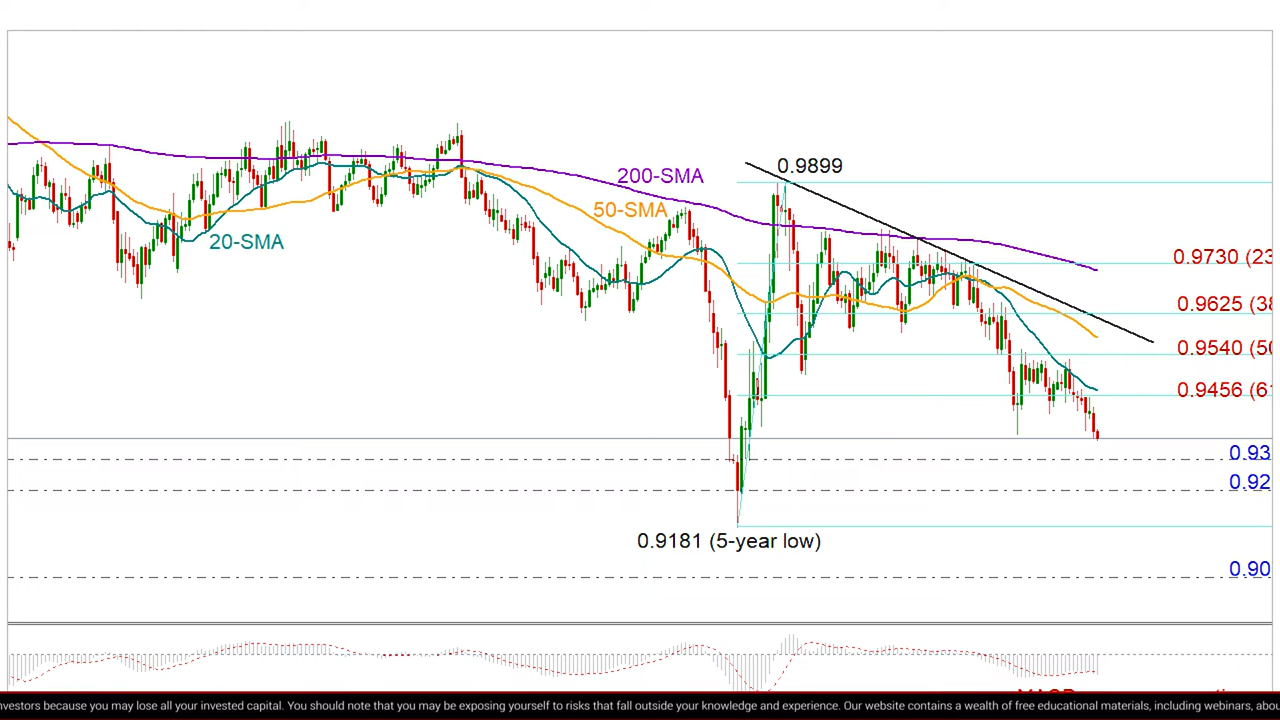 0.9899
200-SMA
50-SMA
20-SMA
0.9730 (23
0.9625 (38
0.9540 (50
0.9456 (61
0.93
0.92
0.9181 (5-year low)
0.90
nvestors because you may lose all your invested capital. You should note that you may be exposing yourself to risks that fall outside your knowledge and experience. Our website contains a wealth of free educational materials, including webinars, abo